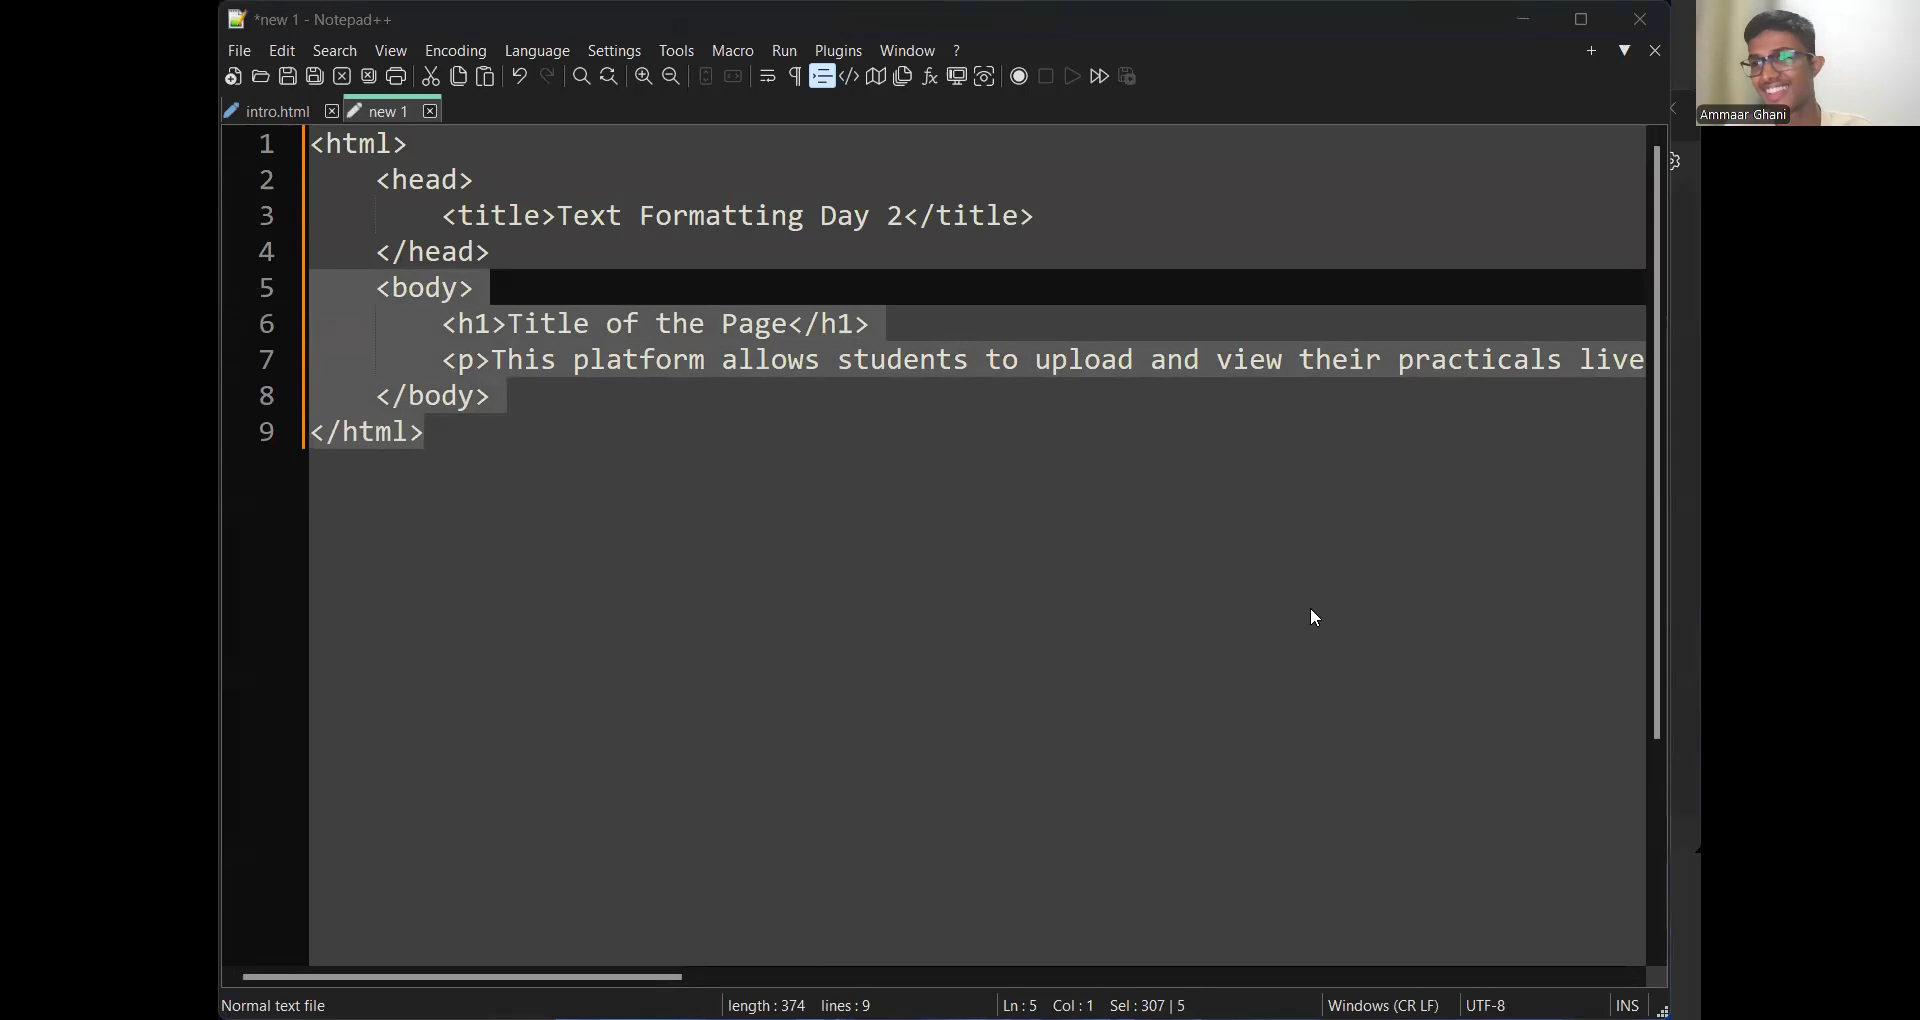 *new 1 - Notepad++
File Edit Search View Encoding Language Settings Tools Macro Run Plugins Window ?
intro.html new 1
1 <html>
2 <head>
3 <title>Text Formatting Day 2</title>
4 </head>
5 <body>
6 <h1>Title of the Page</h1>
7 <p>This platform allows students to upload and view their practicals live
8 </body>
9 </html>
Normal text file length : 374 lines : 9 Ln : 5 Col : 1 Sel : 307 | 5 Windows (CR LF) UTF-8 INS
Ammaar Ghani